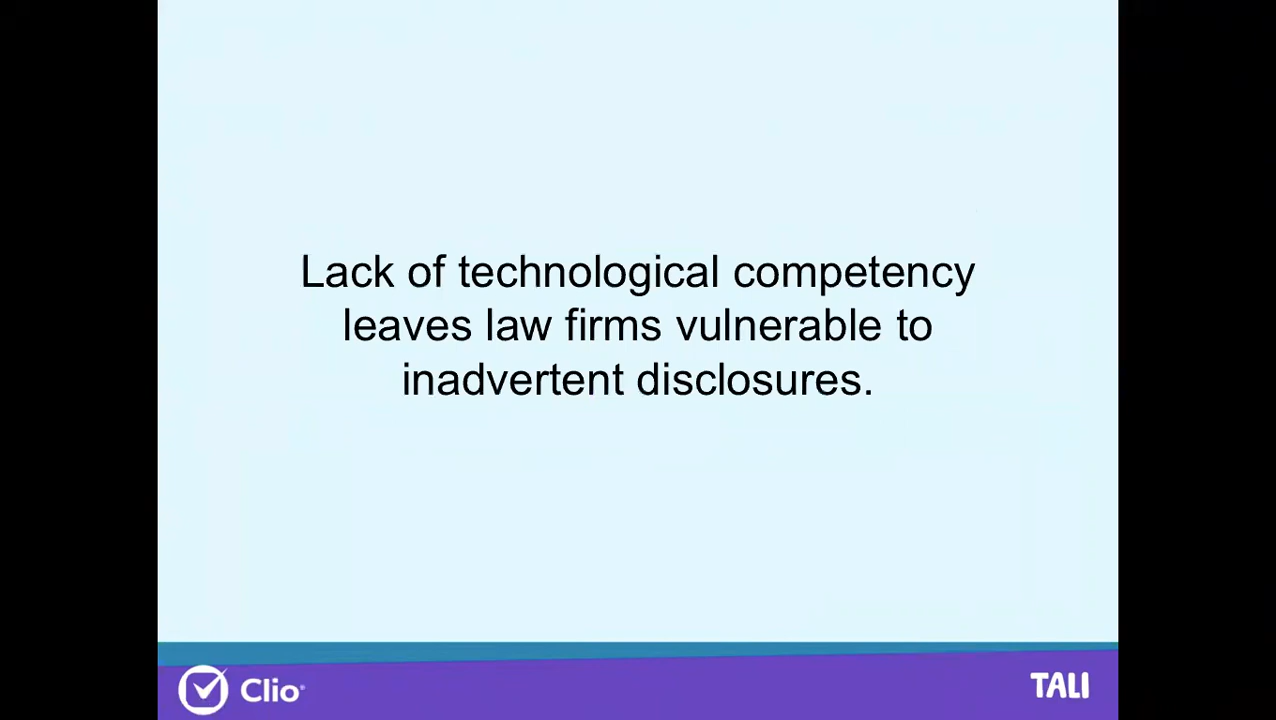 Lack of technological competency
leaves law firms vulnerable to
inadvertent disclosures.
Clio®
TALI